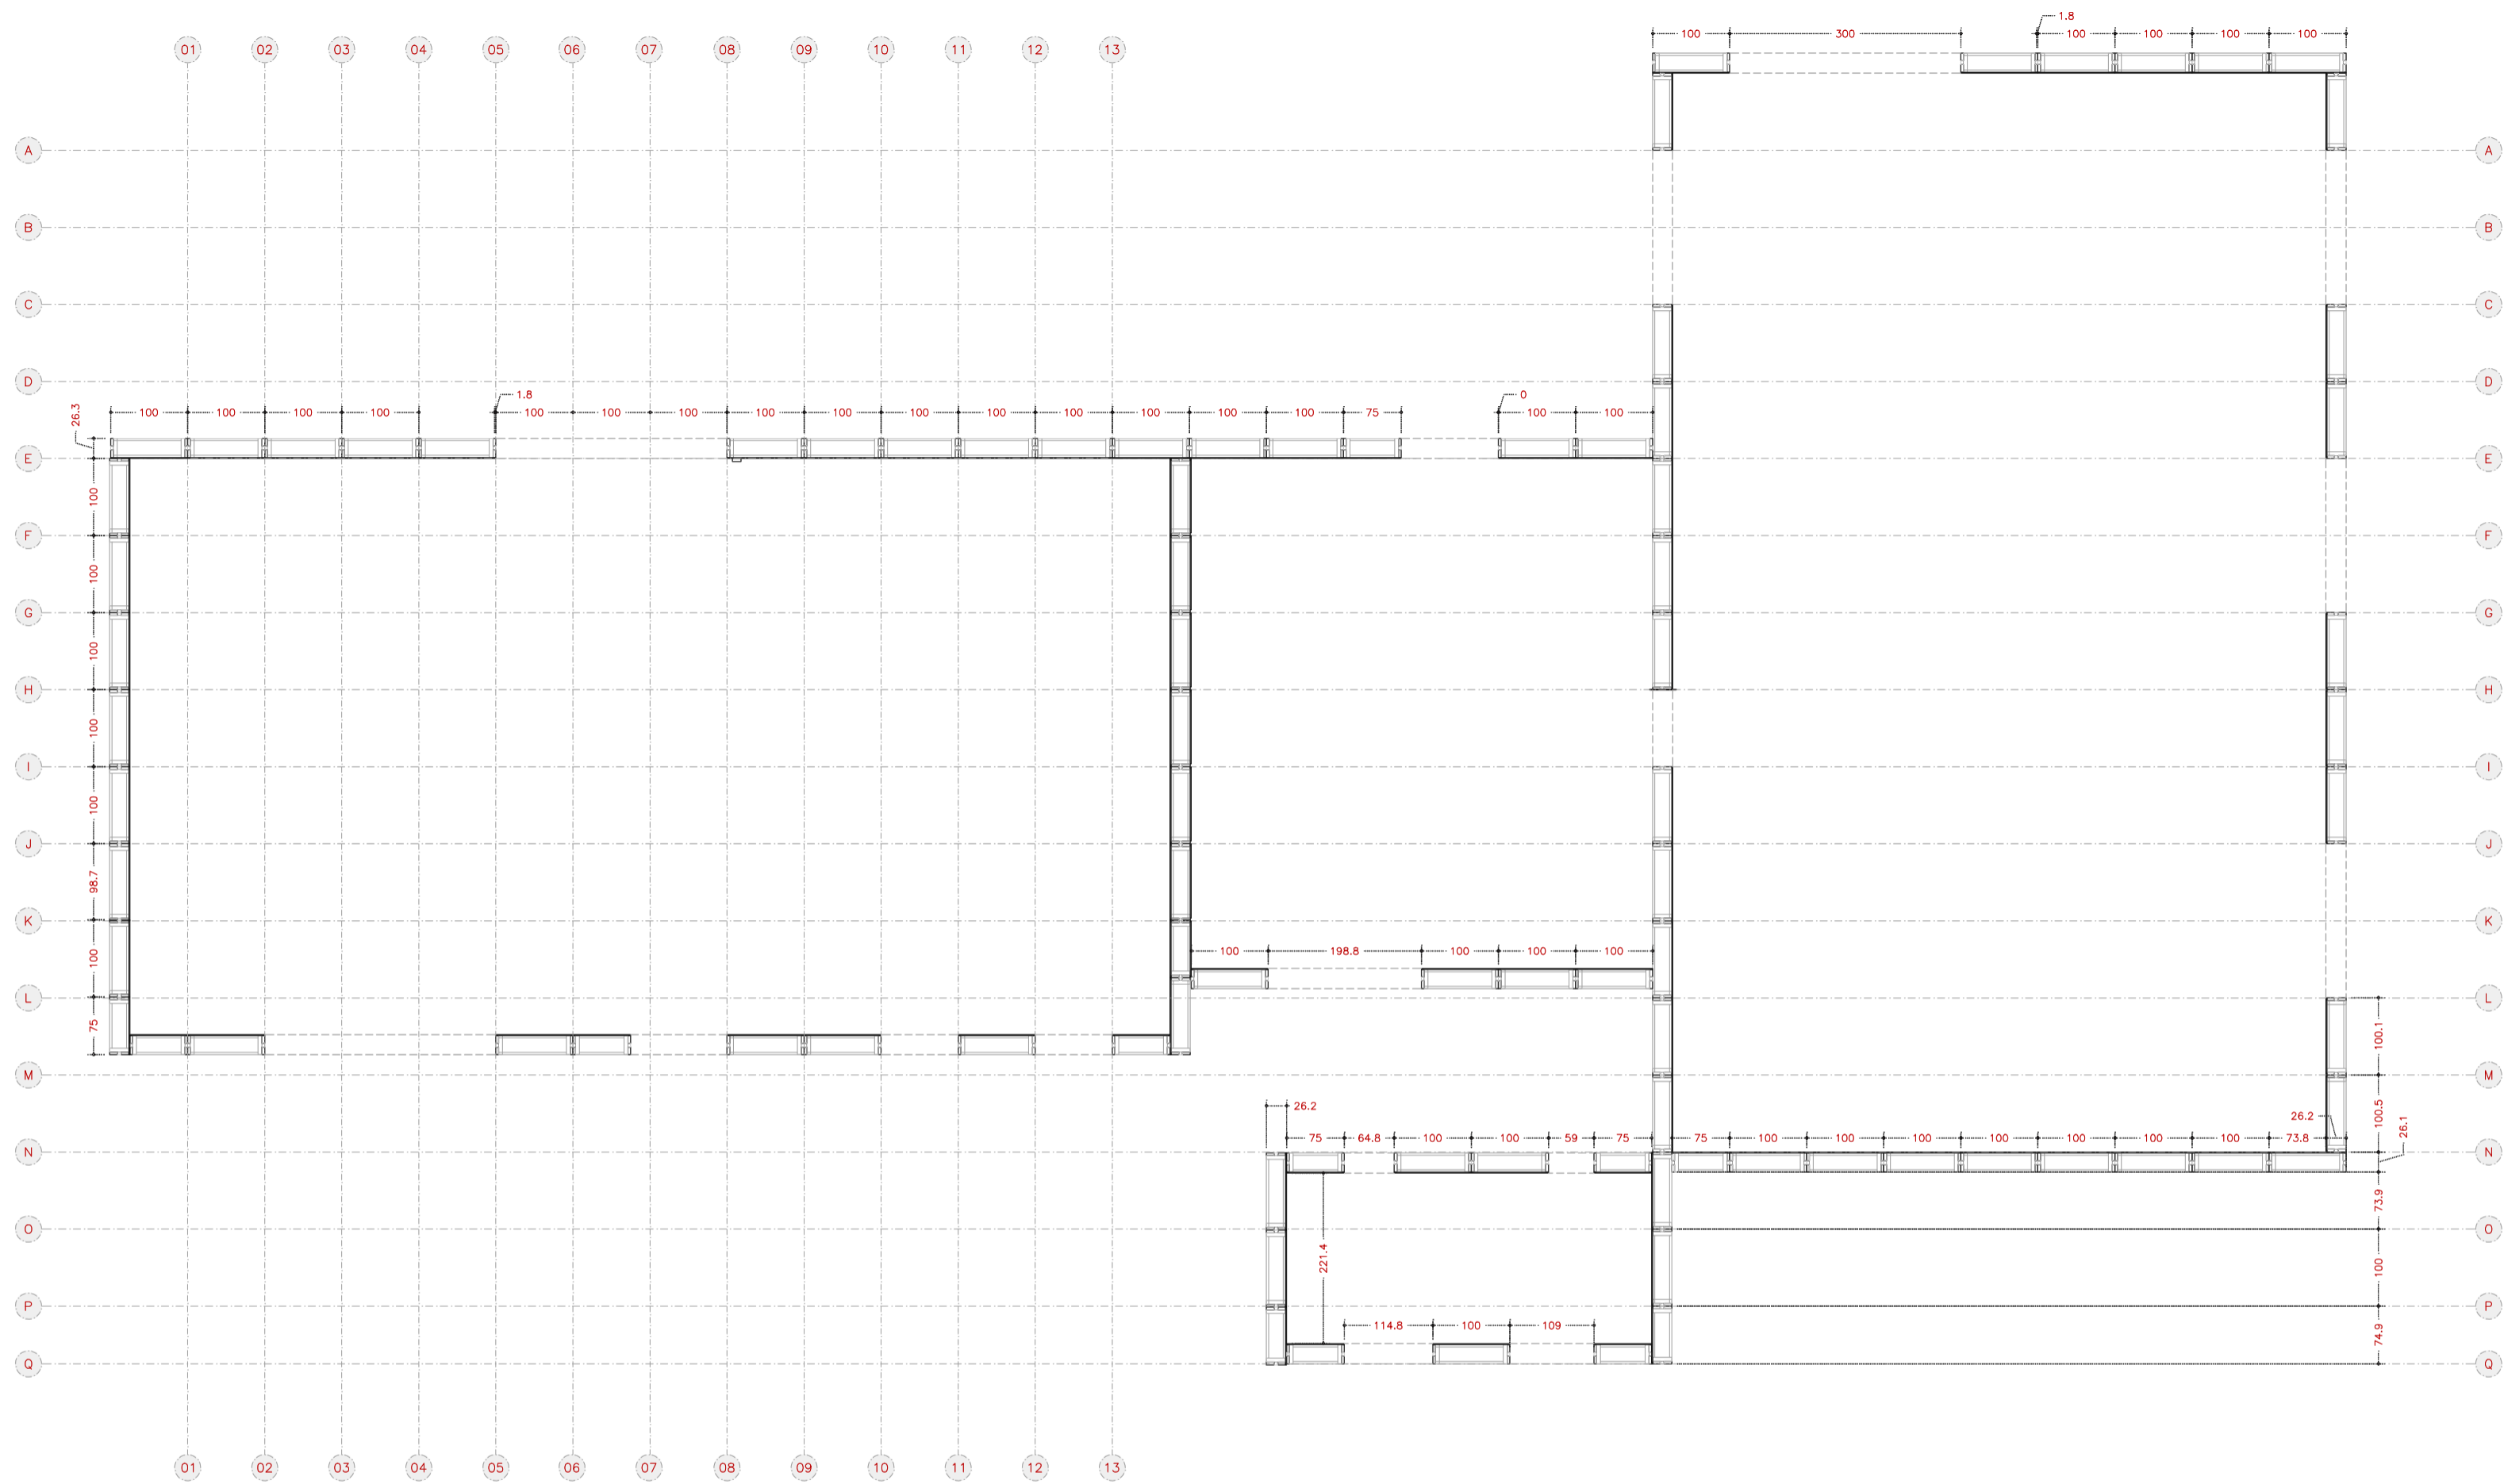 1.8
100 300 100 100 100 100
01 02 03 04 05 06 07 08 09 10 11 12 13
A A
B B
C C
D D
1.8 0
26.3
100 100 100 100 100 100 100 100 100 100 100 100 100 100 100 75 100 100
E E
100
F F
100
G G
100
H H
100
I I
100
J J
98.7
K K
100
100 198.8 100 100 100
L L
75
100.1
M M
100.5
26.2
26.2
26.1
75 64.8 100 100 59 75 75 100 100 100 100 100 100 100 73.8
N N
73.9
O O
221.4
100
P P
114.8 100 109
74.9
Q Q
01 02 03 04 05 06 07 08 09 10 11 12 13